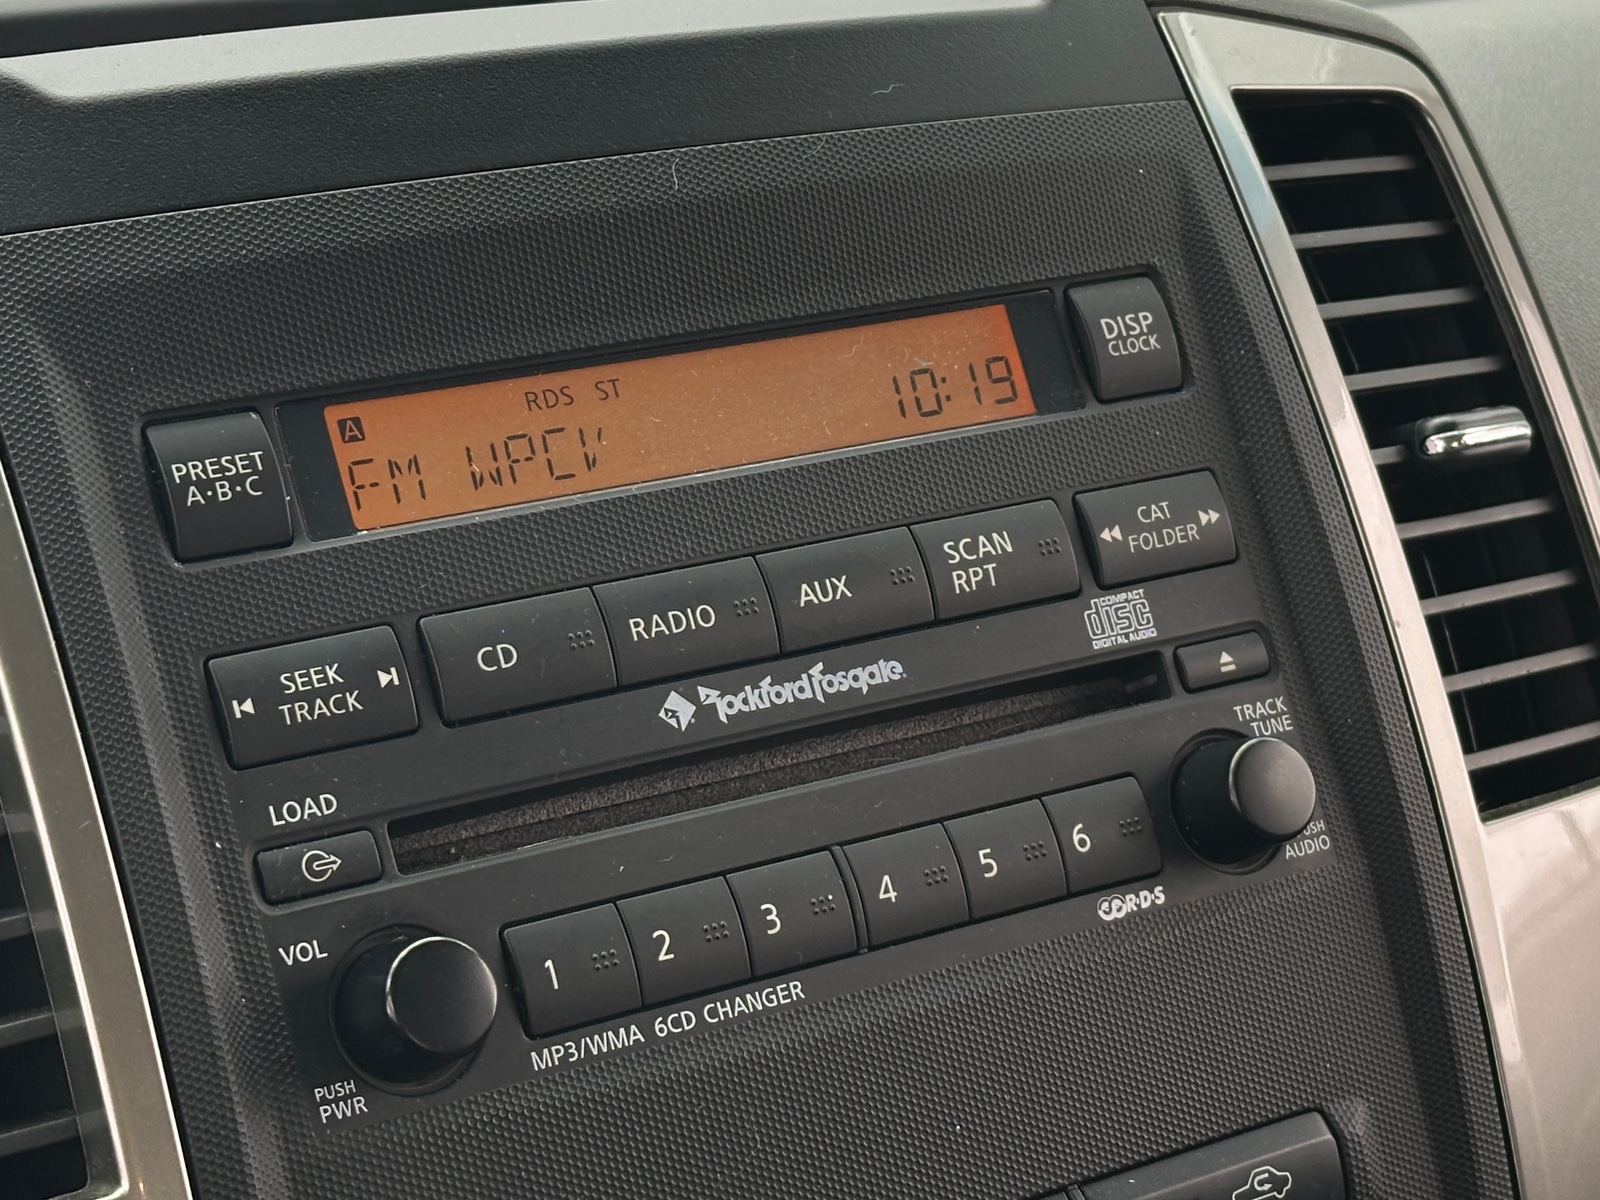 RDS ST
A
10:19
FM WPCV
DISP
CLOCK
PRESET
A·B·C
SEEK
TRACK
CD
RADIO
AUX
SCAN
RPT
CAT
FOLDER
COMPACT
disc
DIGITAL AUDIO
Rockford Fosgate
LOAD
TRACK
TUNE
PUSH
AUDIO
VOL
1
2
3
4
5
6
R·D·S
MP3/WMA 6CD CHANGER
PUSH
PWR